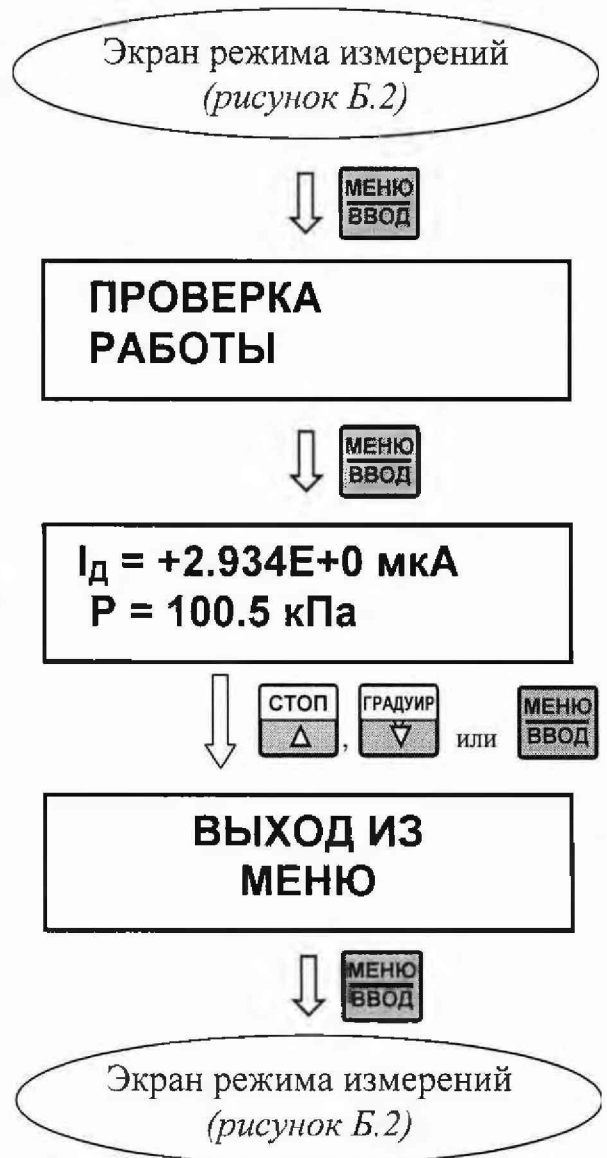 Экран режима измерений
(рисунок Б.2)
МЕНЮ
ВВОД
ПРОВЕРКА
РАБОТЫ
МЕНЮ
ВВОД
IД = +2.934E+0 мкА
P = 100.5 кПа
СТОП , ГРАДУИР или МЕНЮ
ВВОД
ВЫХОД ИЗ
МЕНЮ
МЕНЮ
ВВОД
Экран режима измерений
(рисунок Б.2)